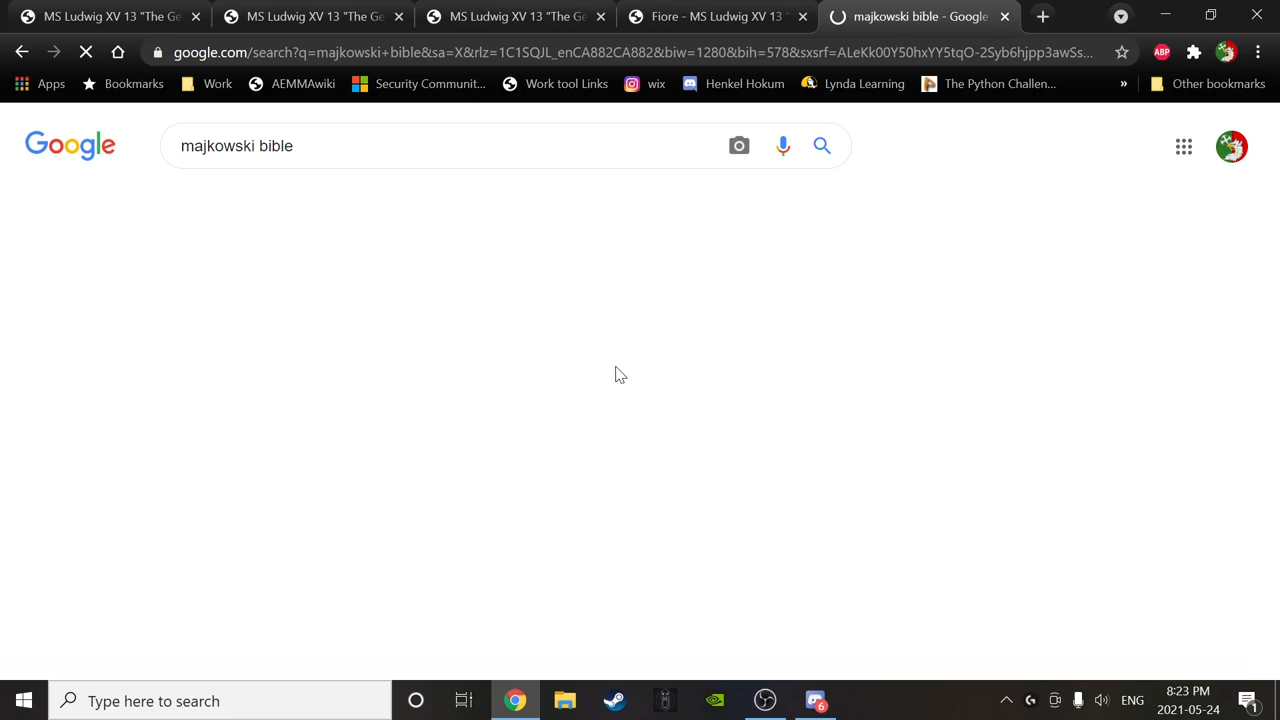 MS Ludwig XV 13 "The Ge
MS Ludwig XV 13 "The Ge
MS Ludwig XV 13 "The Ge
Fiore - MS Ludwig XV 13 "
majkowski bible - Google
google.com/search?q=majkowski+bible&sa=X&rlz=1C1SQJL_enCA882CA882&biw=1280&bih=578&sxsrf=ALeKk00Y50hxYY5tqO-2Syb6hjpp3awSs...
ABP
Apps Bookmarks Work AEMMAwiki Security Communit... Work tool Links wix Henkel Hokum Lynda Learning The Python Challen... » Other bookmarks
Google
majkowski bible
Type here to search
6
ENG
8:23 PM
2021-05-24
1